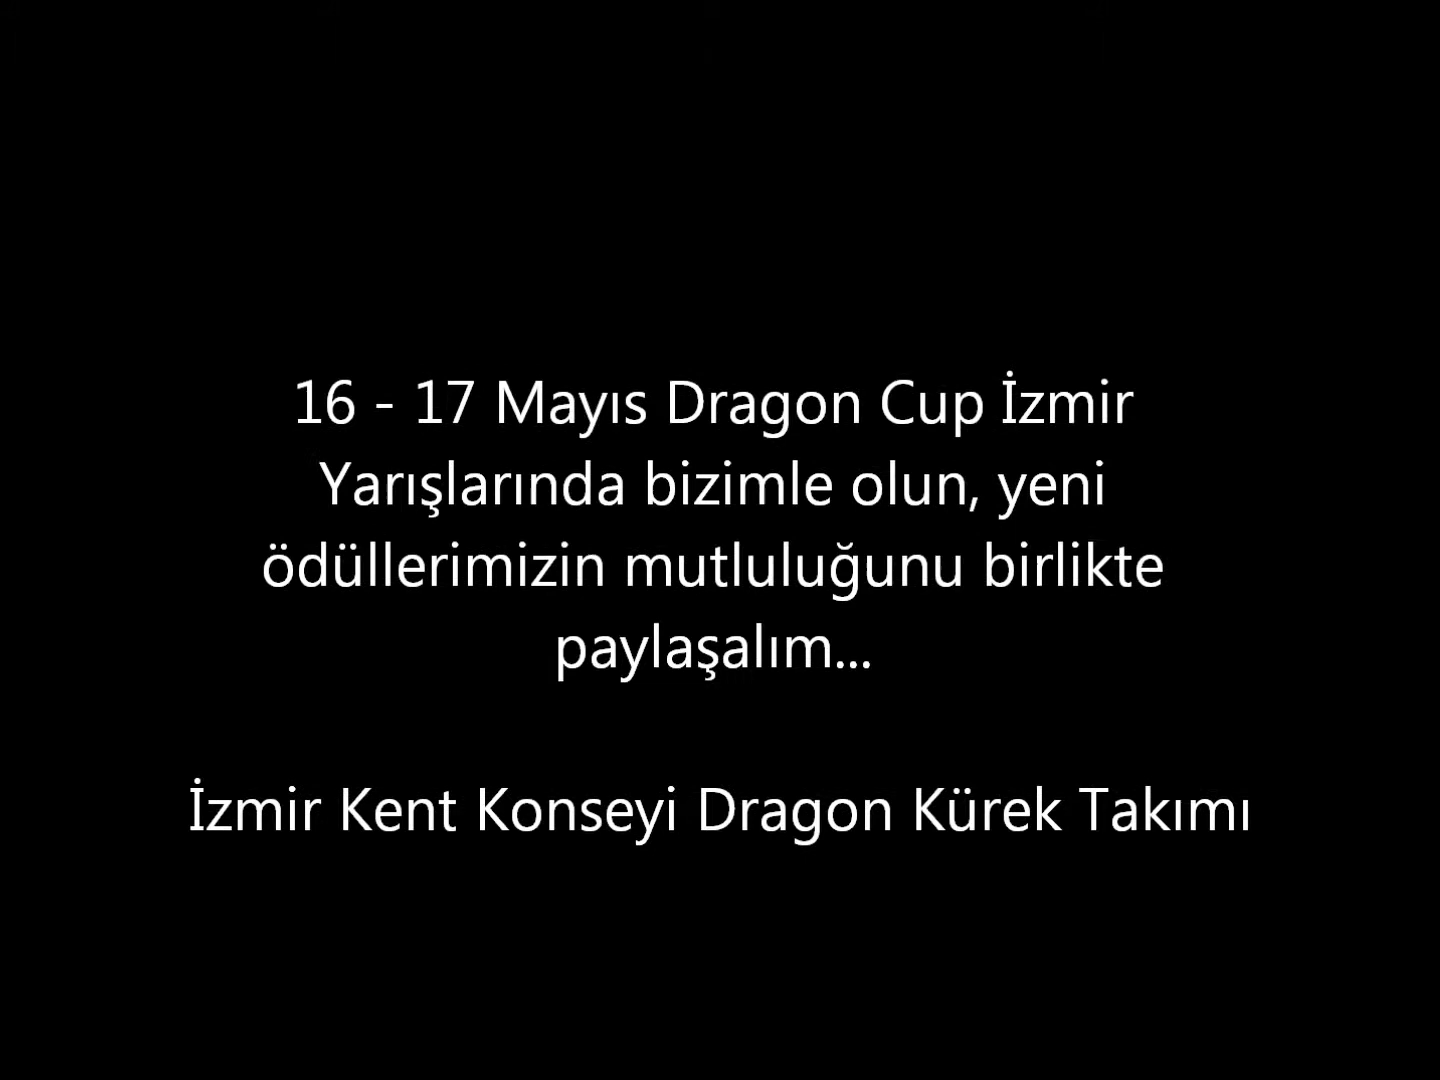 16 - 17 Mayıs Dragon Cup İzmir
Yarışlarında bizimle olun, yeni
ödüllerimizin mutluluğunu birlikte
paylaşalım...
İzmir Kent Konseyi Dragon Kürek Takımı